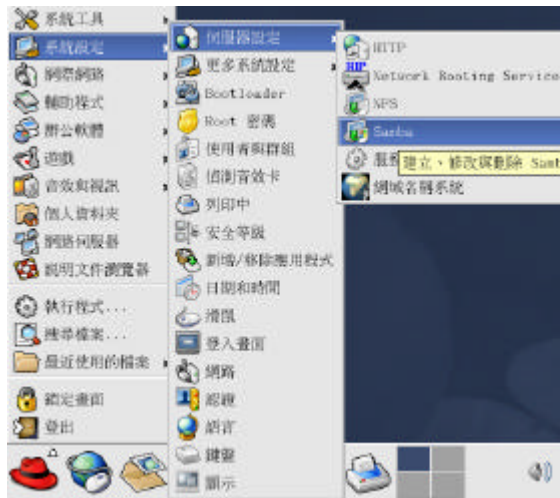 系統工具
系統設定
網際網路
輔助程式
辦公軟體
遊戲
音效與視訊
個人資料夾
網路伺服器
說明文件瀏覽器
執行程式...
搜尋檔案...
最近使用的檔案
鎖定畫面
登出
伺服器設定
更多系統設定
Bootloader
Root 密碼
使用者與群組
偵測音效卡
列印中
安全等級
新增/移除應用程式
日期和時間
滑鼠
登入畫面
網路
認證
語言
鍵盤
顯示
HTTP
Network Booting Service
NFS
Samba
服務
建立、修改與刪除 Samb
網域名稱系統